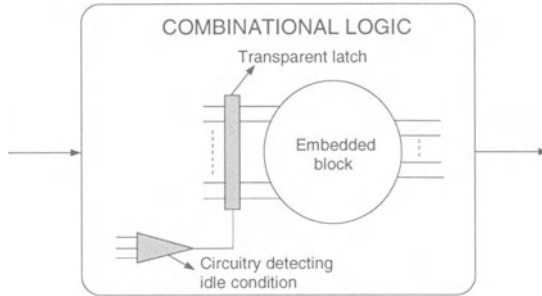 COMBINATIONAL LOGIC
Transparent latch
Embedded
block
Circuitry detecting
idle condition